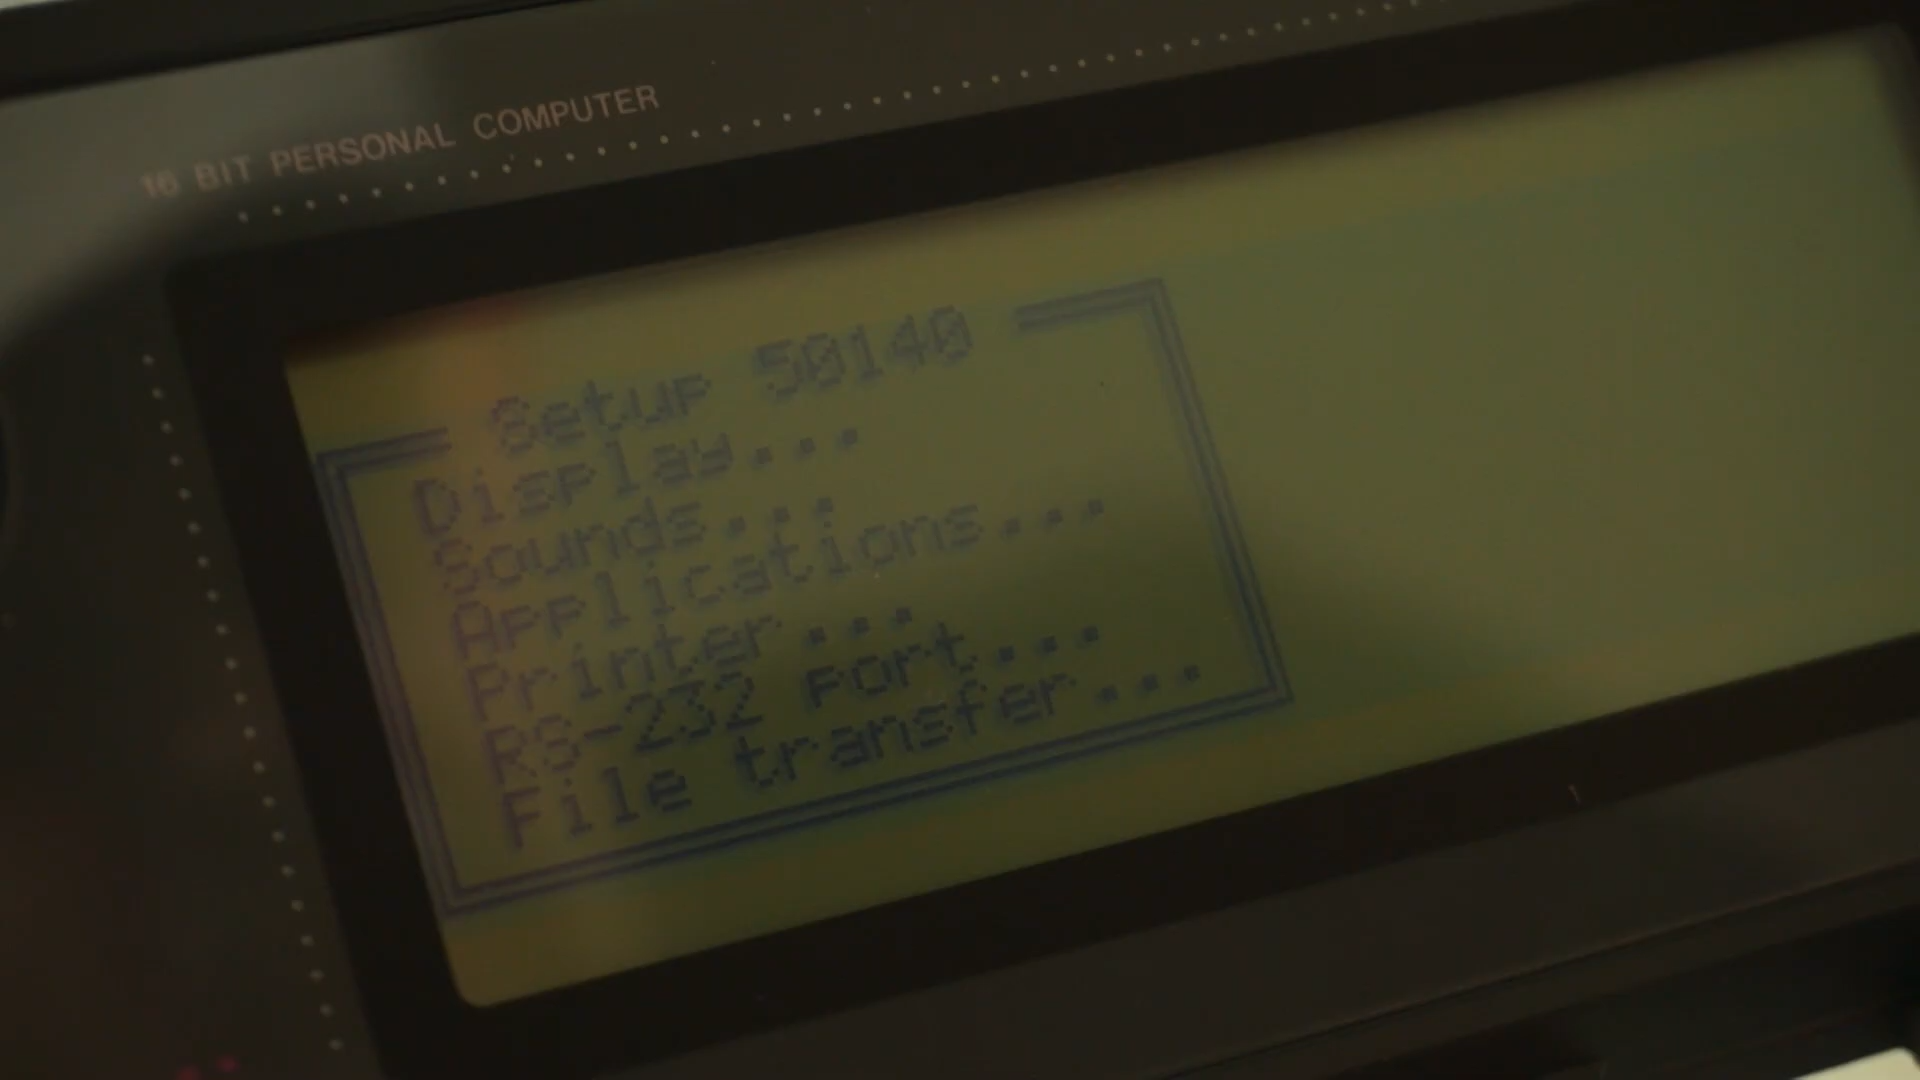 16 BIT PERSONAL COMPUTER
Setup 50140
Display...
Sounds...
Applications...
Printer...
RS-232 port...
File transfer...